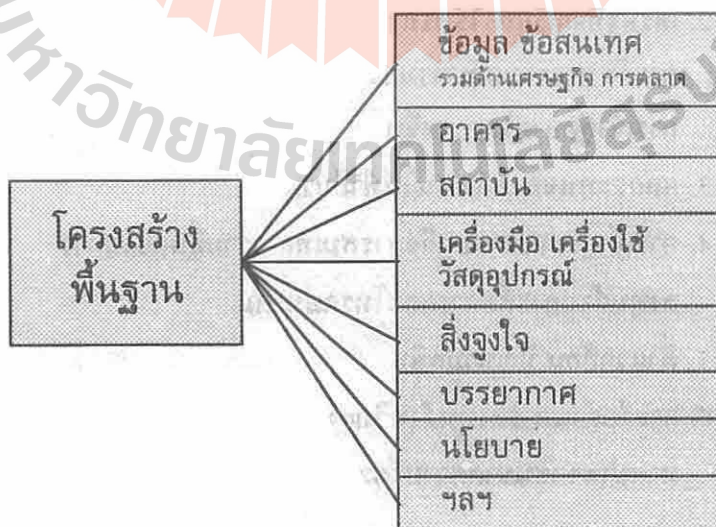 ข้อมูล ข้อสนเทศ
รวมด้านเศรษฐกิจ การตลาด
อาคาร
สถาบัน
โครงสร้าง
พื้นฐาน
เครื่องมือ เครื่องใช้
วัสดุอุปกรณ์
สิ่งจูงใจ
บรรยากาศ
นโยบาย
ฯลฯ